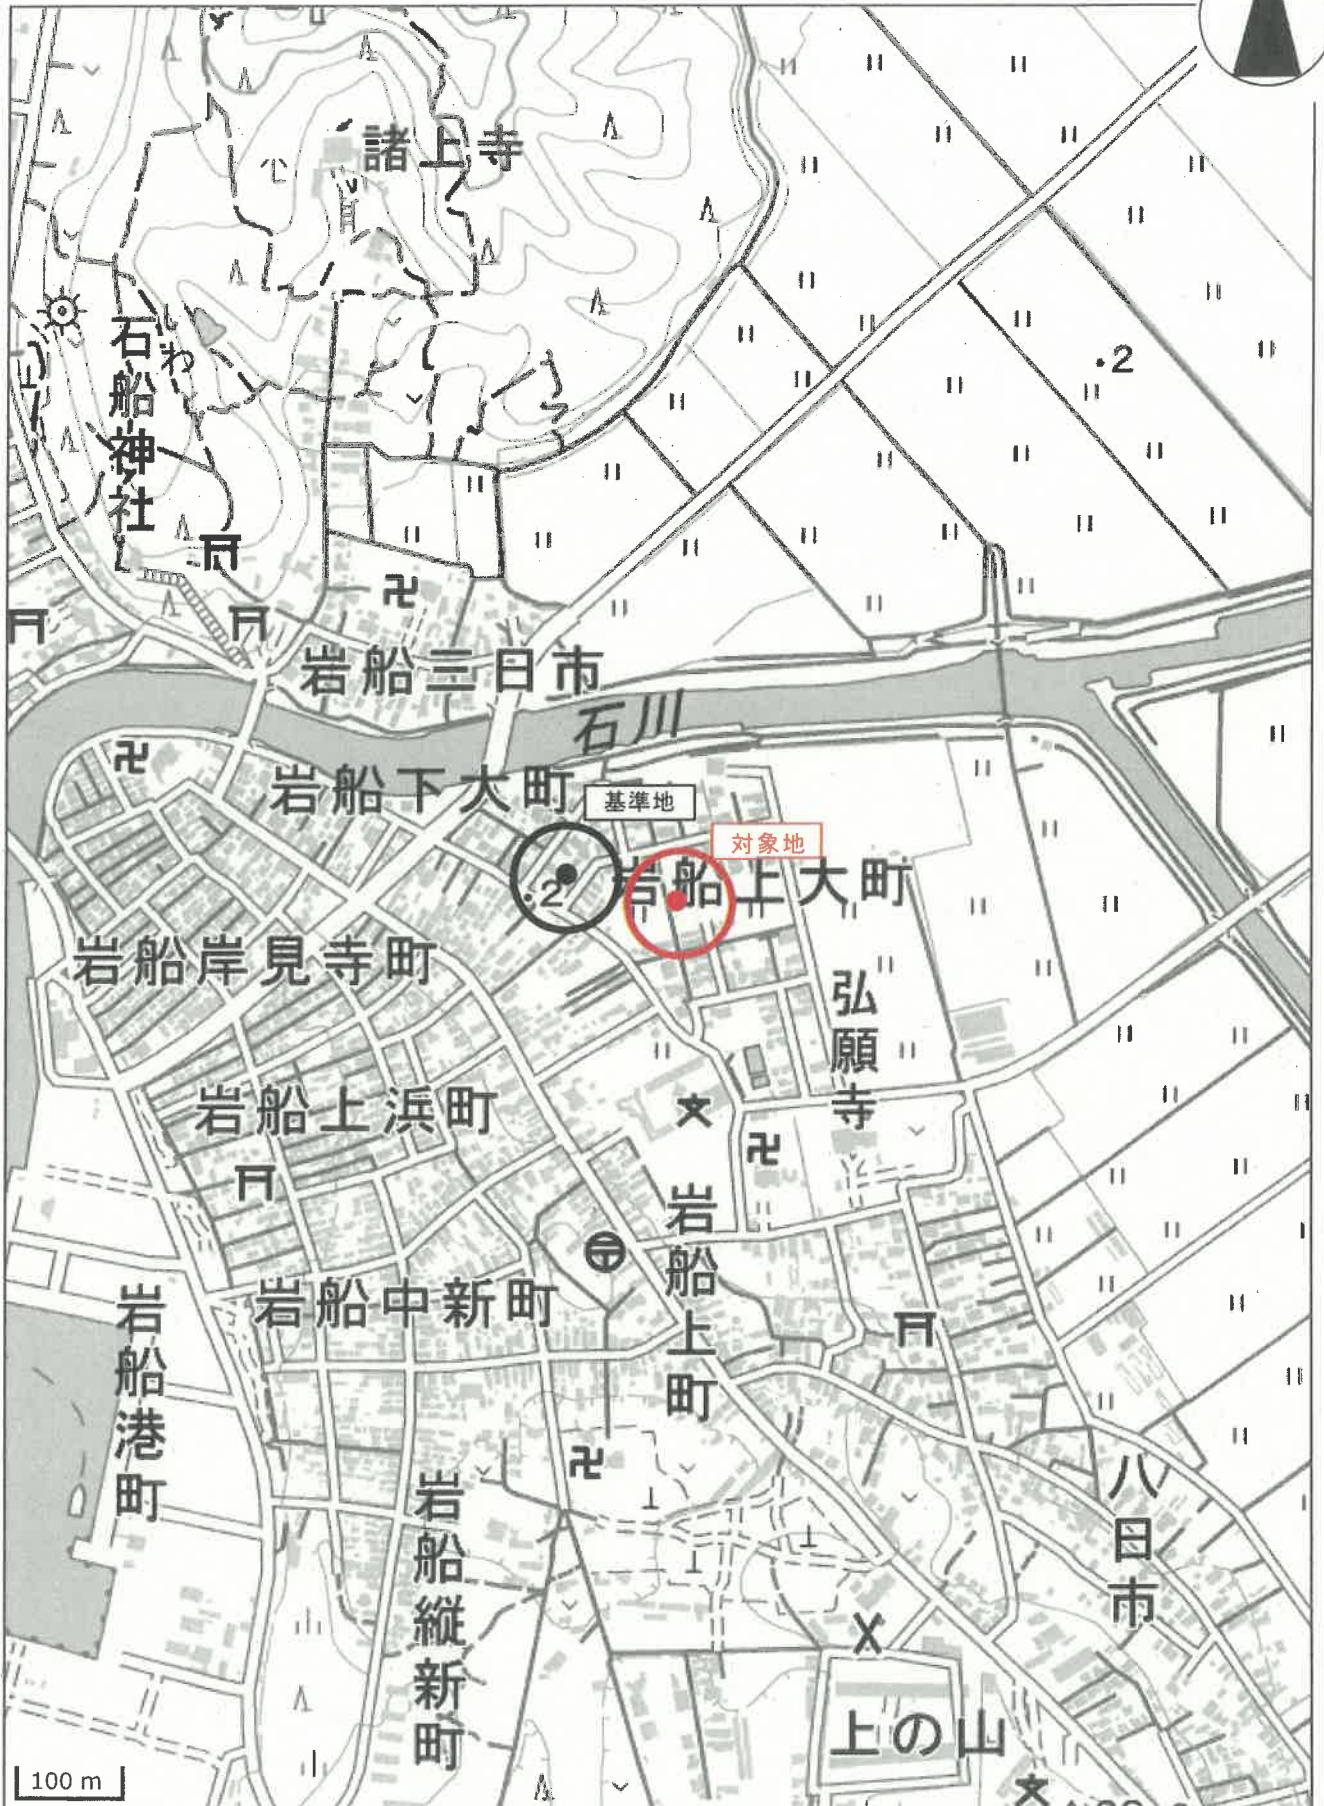 諸上寺
石船神社
いわ
・2
岩船三日市
石川
岩船下大町
基準地
対象地
岩船上大町
・2
岩船岸見寺町
弘願寺
岩船上浜町
岩船上町
岩船中新町
岩船港町
岩船縦新町
八日市
上の山
100 m